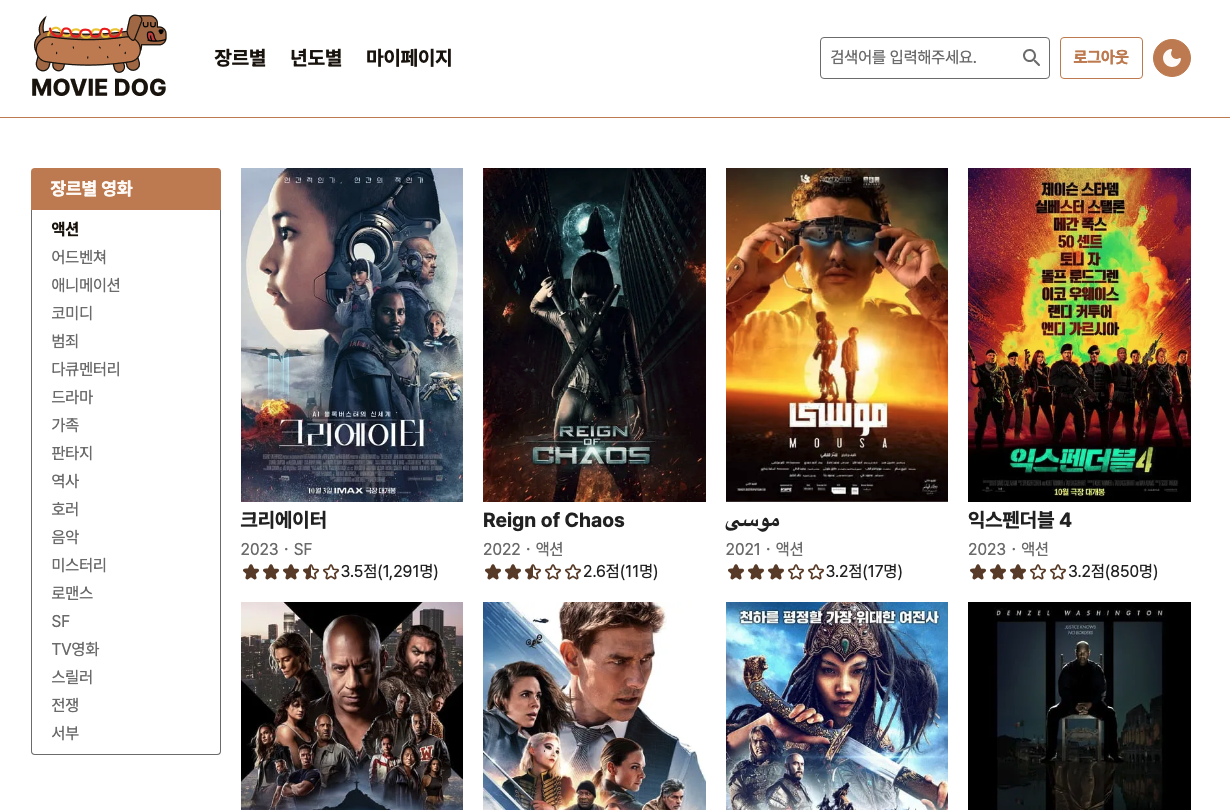 MOVIE DOG
장르별
년도별
마이페이지
검색어를 입력해주세요.
로그아웃
장르별 영화
액션
어드벤쳐
애니메이션
코미디
범죄
다큐멘터리
드라마
가족
판타지
역사
호러
음악
미스터리
로맨스
SF
TV영화
스릴러
전쟁
서부
인간적인가, 인간의 적인가
AI 블록버스터의 신세계
크리에이터
10월 3일 IMAX 극장 대개봉
크리에이터
2023 · SF
3.5점(1,291명)
REIGN
OF
CHAOS
Reign of Chaos
2022 · 액션
2.6점(11명)
موسى
MOUSA
موسى
2021 · 액션
3.2점(17명)
제이슨 스타뎀
실베스터 스탤론
메간 폭스
50 센트
토니 자
돌프 룬드그렌
이코 우웨이스
랜디 커투어
앤디 가르시아
익스펜더블 4
10월 극장 대개봉
익스펜더블 4
2023 · 액션
3.2점(850명)
천하를 평정할 가장 위대한 여전사
DENZEL WASHINGTON
JUSTICE KNOWS
NO BORDERS